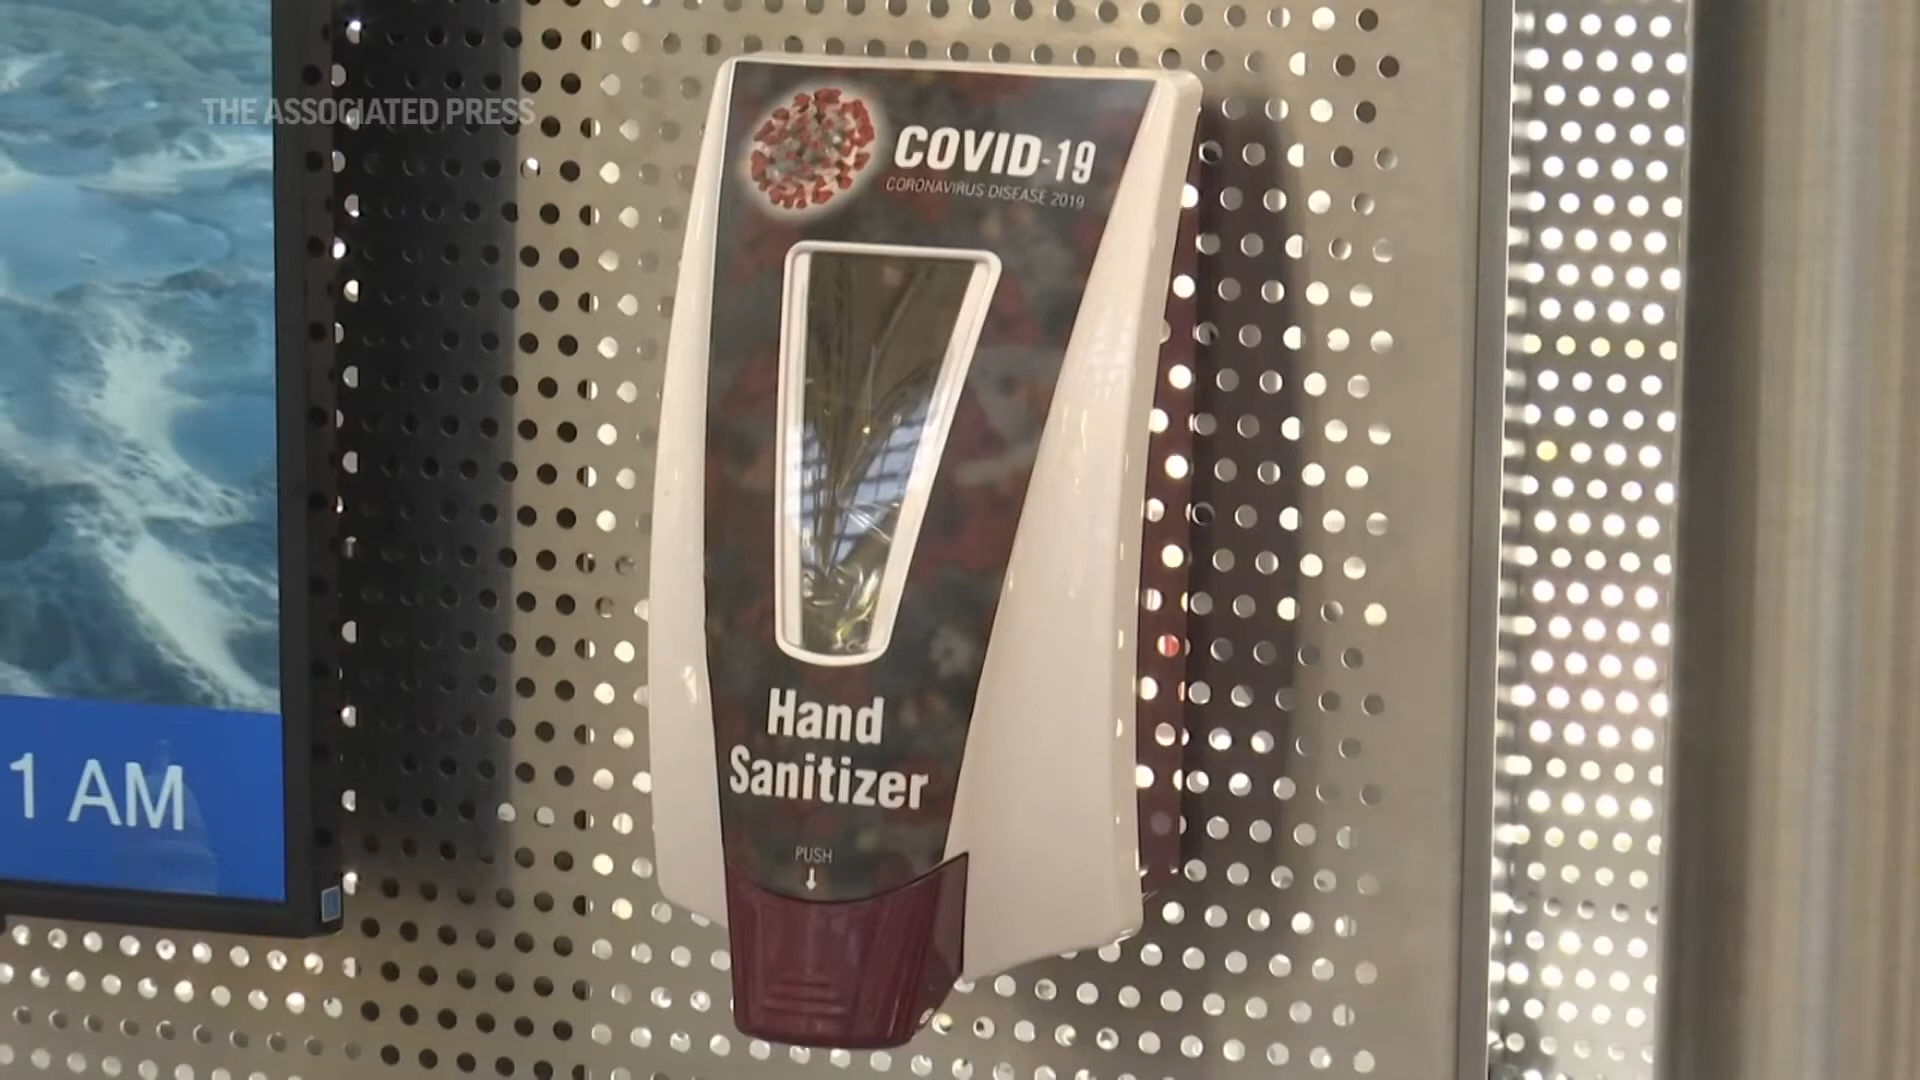 THE ASSOCIATED PRESS
COVID-19
CORONAVIRUS DISEASE 2019
Hand
Sanitizer
PUSH
1 AM